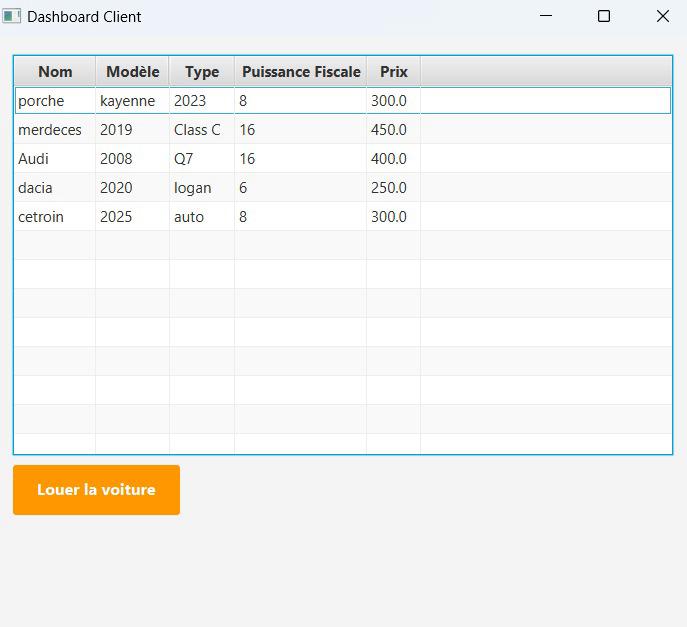 Dashboard Client
Nom Modèle Type Puissance Fiscale Prix
porche kayenne 2023 8 300.0
merdeces 2019 Class C 16 450.0
Audi 2008 Q7 16 400.0
dacia 2020 logan 6 250.0
cetroin 2025 auto 8 300.0
Louer la voiture